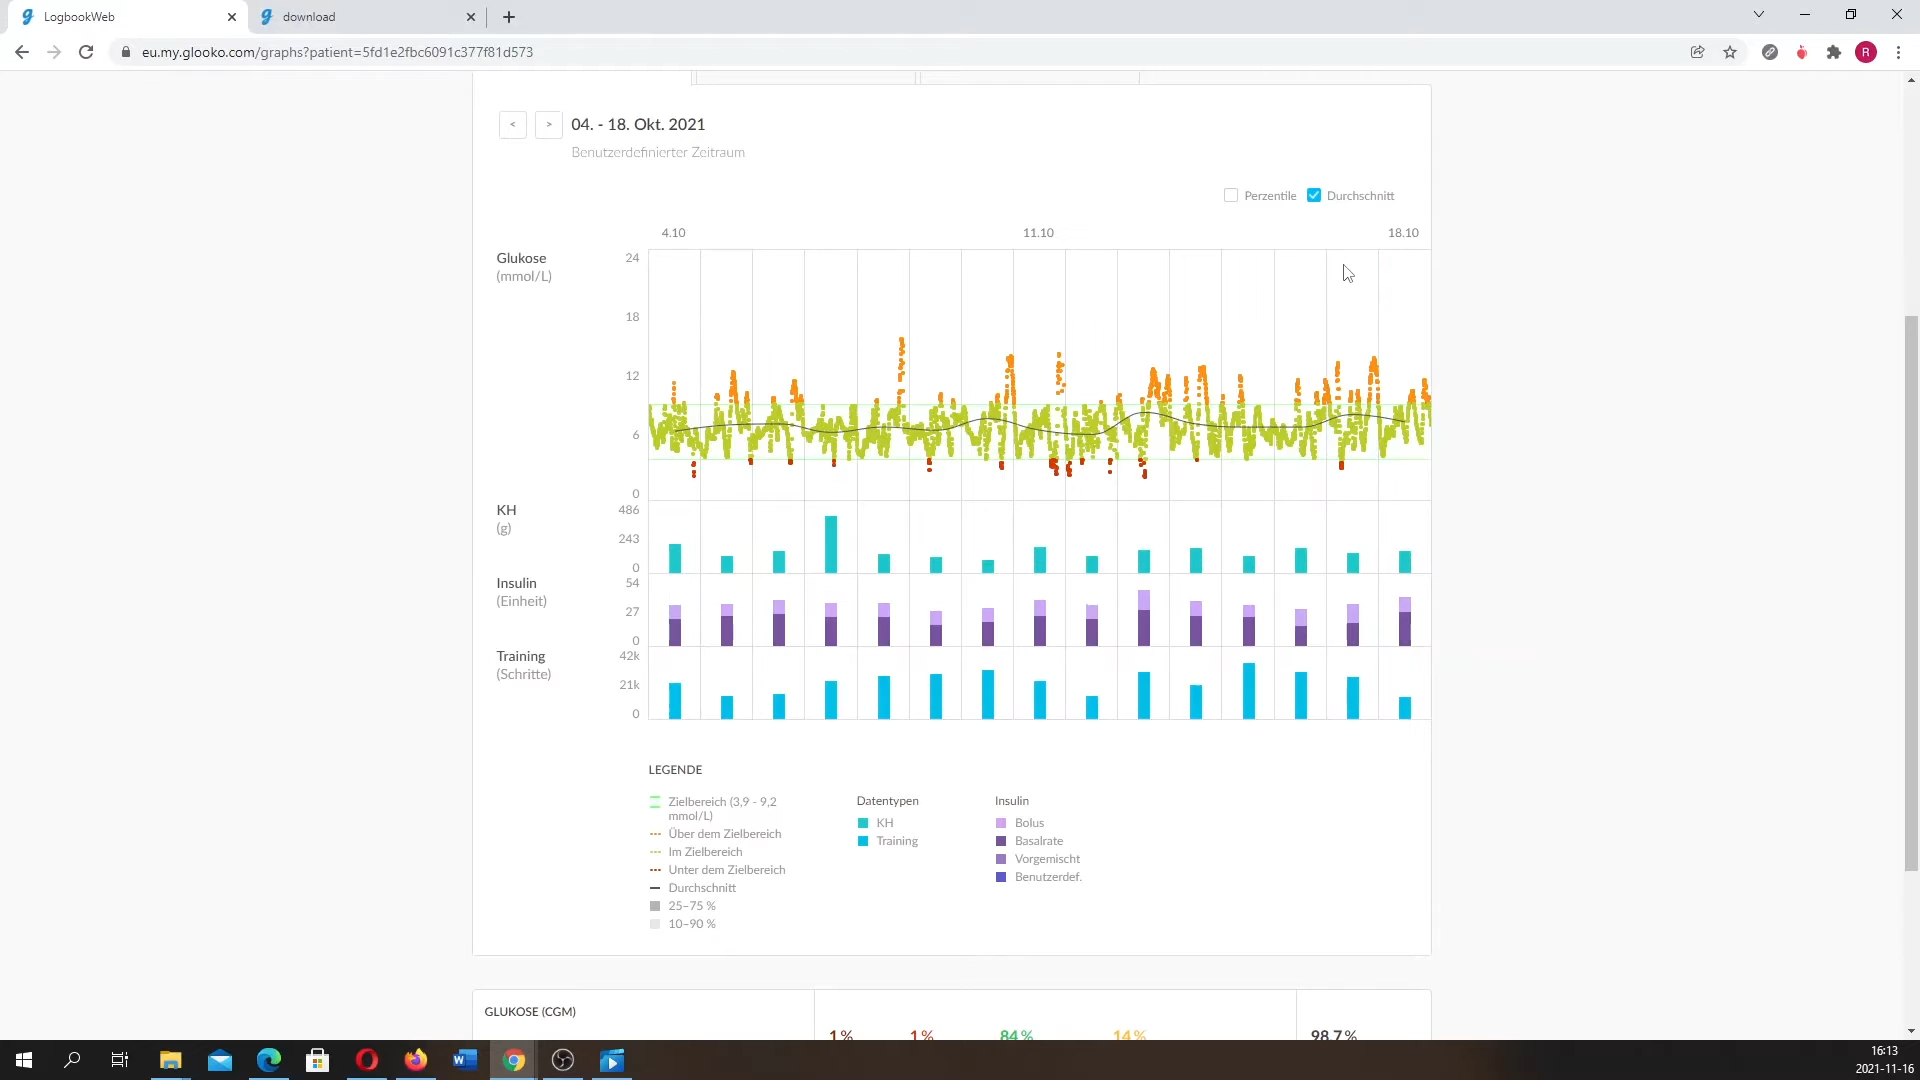 LogbookWeb
download
eu.my.glooko.com/graphs?patient=5fd1e2fbc6091c377f81d573
R
< > 04. - 18. Okt. 2021
Benutzerdefinierter Zeitraum
Perzentile Durchschnitt
4.10 11.10 18.10
Glukose
(mmol/L)
24
18
12
6
0
KH
(g)
486
243
0
Insulin
(Einheit)
54
27
0
Training
(Schritte)
42k
21k
0
LEGENDE
Zielbereich (3,9 - 9,2
mmol/L)
Über dem Zielbereich
Im Zielbereich
Unter dem Zielbereich
Durchschnitt
25–75 %
10–90 %
Datentypen
KH
Training
Insulin
Bolus
Basalrate
Vorgemischt
Benutzerdef.
GLUKOSE (CGM)
1% 1% 84% 14% 98.7%
16:13
2021-11-16